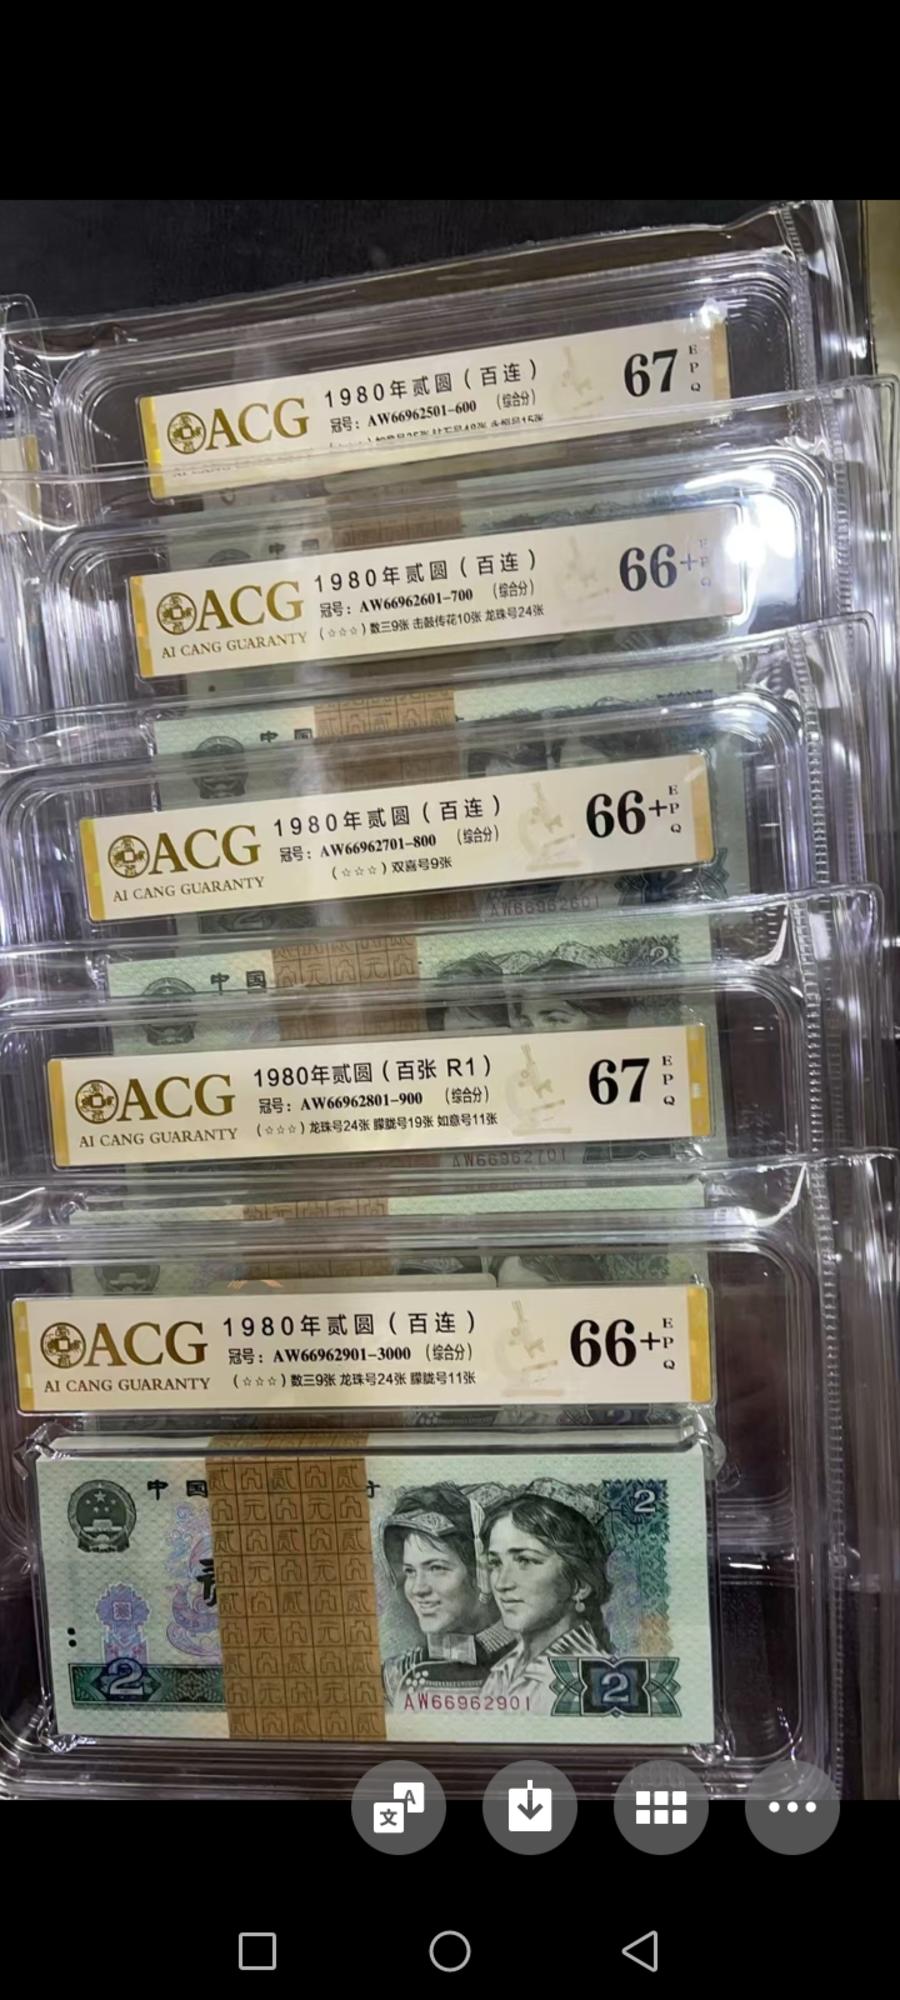 ACG
1980年贰圆（百连）
冠号：AW66962501-600 （综合分）
67
E
P
Q
ACG
AI CANG GUARANTY
1980年贰圆（百连）
冠号：AW66962601-700 （综合分）
（☆☆☆）数三9张 击鼓传花10张 龙珠号24张
66+
E
P
Q
中国
ACG
AI CANG GUARANTY
1980年贰圆（百连）
冠号：AW66962701-800 （综合分）
（☆☆☆）双喜号9张
66+
E
P
Q
AW66962601
中国
ACG
AI CANG GUARANTY
1980年贰圆（百张 R1）
冠号：AW66962801-900 （综合分）
（☆☆☆）龙珠号24张 朦胧号19张 如意号11张
67
E
P
Q
AW66962701
ACG
AI CANG GUARANTY
1980年贰圆（百连）
冠号：AW66962901-3000 （综合分）
（☆☆☆）数三9张 龙珠号24张 朦胧号11张
66+
E
P
Q
中国
2
2
AW66962901
2